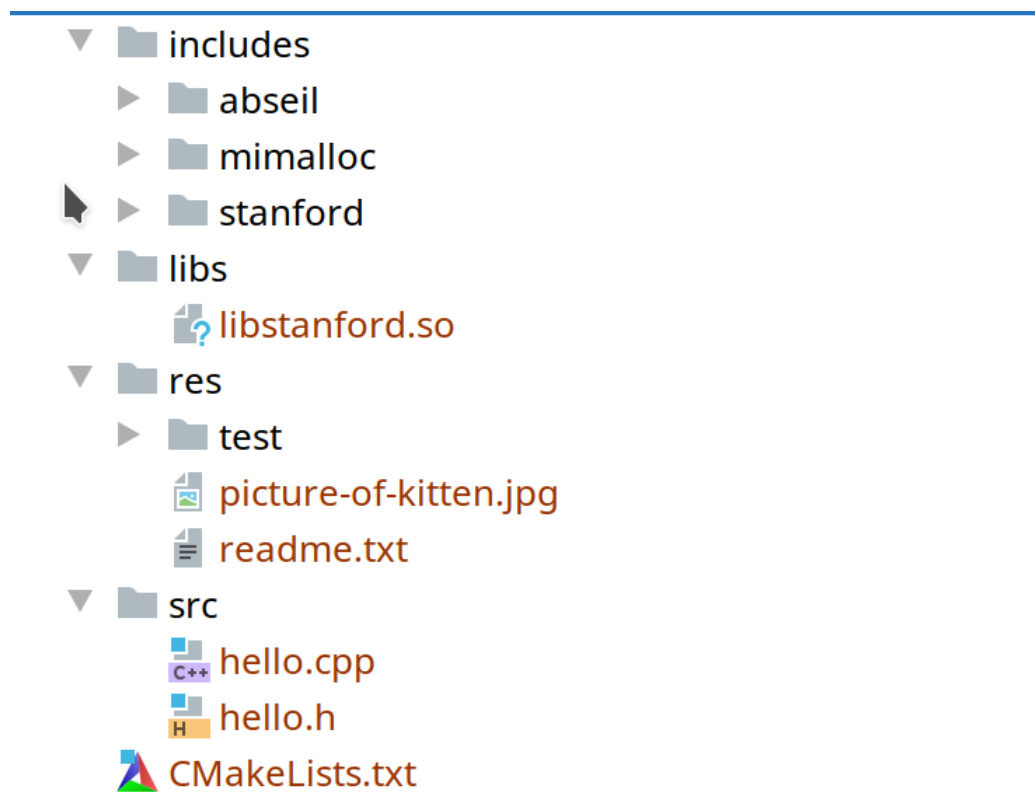 includes
abseil
mimalloc
stanford
libs
libstanford.so
res
test
picture-of-kitten.jpg
readme.txt
src
C++ hello.cpp
H hello.h
CMakeLists.txt